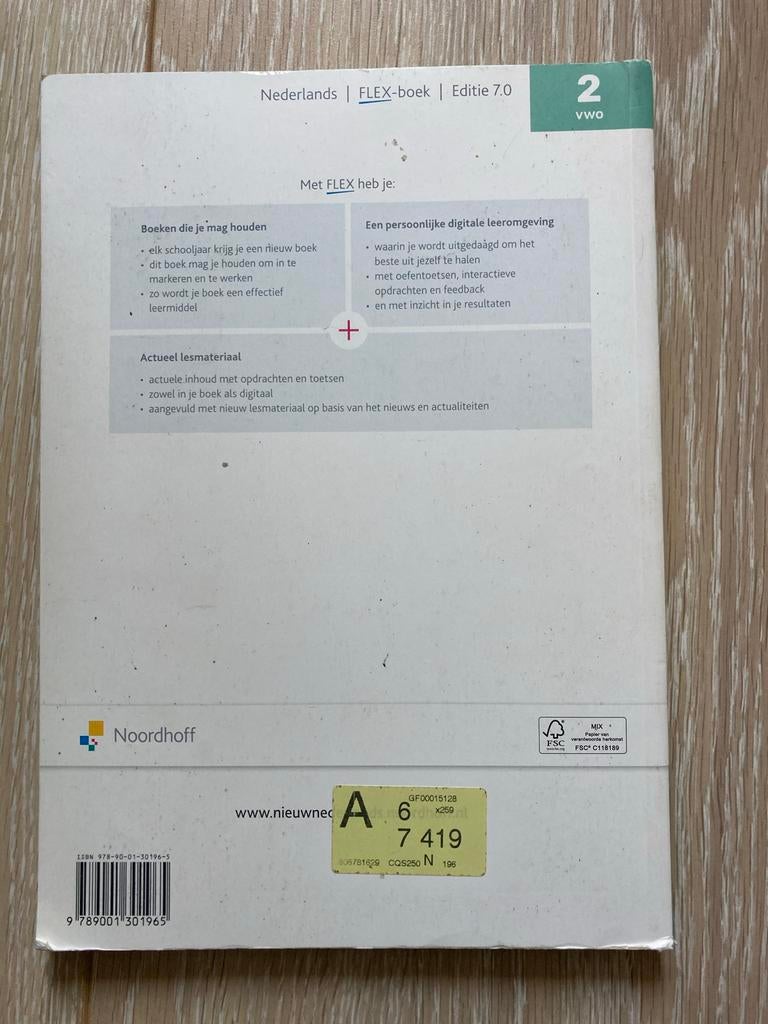 Nederlands | FLEX-boek | Editie 7.0
2
VWO
Met FLEX heb je:
Boeken die je mag houden
• elk schooljaar krijg je een nieuw boek
• dit boek mag je houden om in te
markeren en te werken
• zo wordt je boek een effectief
leermiddel
Een persoonlijke digitale leeromgeving
• waarin je wordt uitgedaagd om het
beste uit jezelf te halen
• met oefentoetsen, interactieve
opdrachten en feedback
• en met inzicht in je resultaten
+
Actueel lesmateriaal
• actuele inhoud met opdrachten en toetsen
• zowel in je boek als digitaal
• aangevuld met nieuw lesmateriaal op basis van het nieuws en actualiteiten
Noordhoff
FSC
www.fsc.org
MIX
Papier van
verantwoorde herkomst
FSC® C118189
www.nieuwned
GF00015128
A 6 x259
7 419
CQS250 N 196
ISBN 978-90-01-30196-5
9 789001 301965